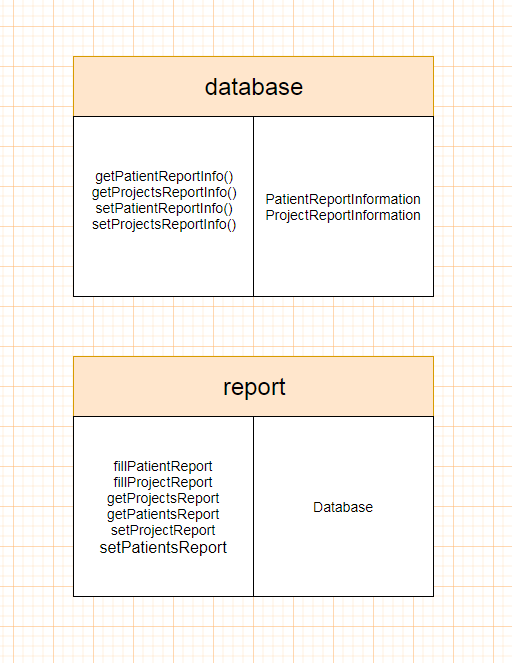 database
getPatientReportInfo()
getProjectsReportInfo()
setPatientReportInfo()
setProjectsReportInfo()
PatientReportInformation
ProjectReportInformation
report
fillPatientReport
fillProjectReport
getProjectsReport
getPatientsReport
setProjectReport
setPatientsReport
Database